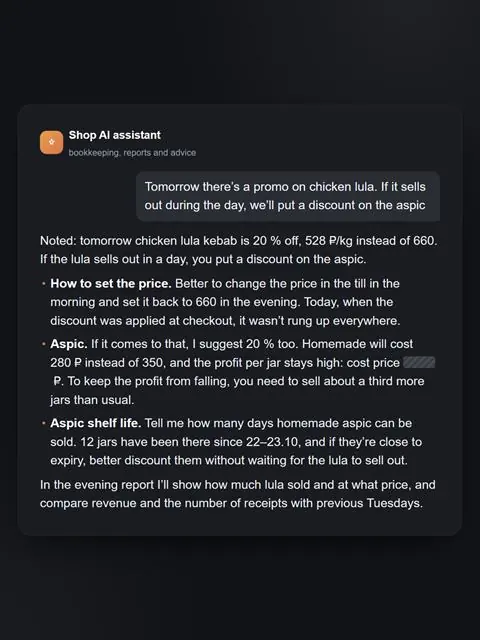 Shop AI assistant
bookkeeping, reports and advice
Tomorrow there's a promo on chicken lula. If it sells
out during the day, we'll put a discount on the aspic
Noted: tomorrow chicken lula kebab is 20 % off, 528 ₽/kg instead of 660.
If the lula sells out in a day, you put a discount on the aspic.
• How to set the price. Better to change the price in the till in the
morning and set it back to 660 in the evening. Today, when the
discount was applied at checkout, it wasn't rung up everywhere.
• Aspic. If it comes to that, I suggest 20 % too. Homemade will cost
280 ₽ instead of 350, and the profit per jar stays high: cost price
₽. To keep the profit from falling, you need to sell about a third more
jars than usual.
• Aspic shelf life. Tell me how many days homemade aspic can be
sold. 12 jars have been there since 22–23.10, and if they're close to
expiry, better discount them without waiting for the lula to sell out.
In the evening report I'll show how much lula sold and at what price, and
compare revenue and the number of receipts with previous Tuesdays.